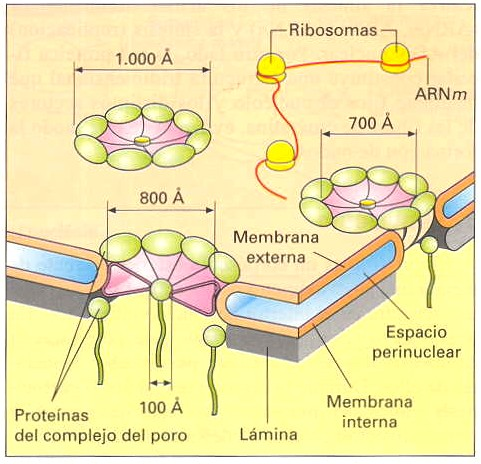 Ribosomas
1.000 Å
ARNm
700 Å
800 Å
Membrana
externa
Espacio
perinuclear
100 Å
Membrana
interna
Proteínas
del complejo del poro
Lámina